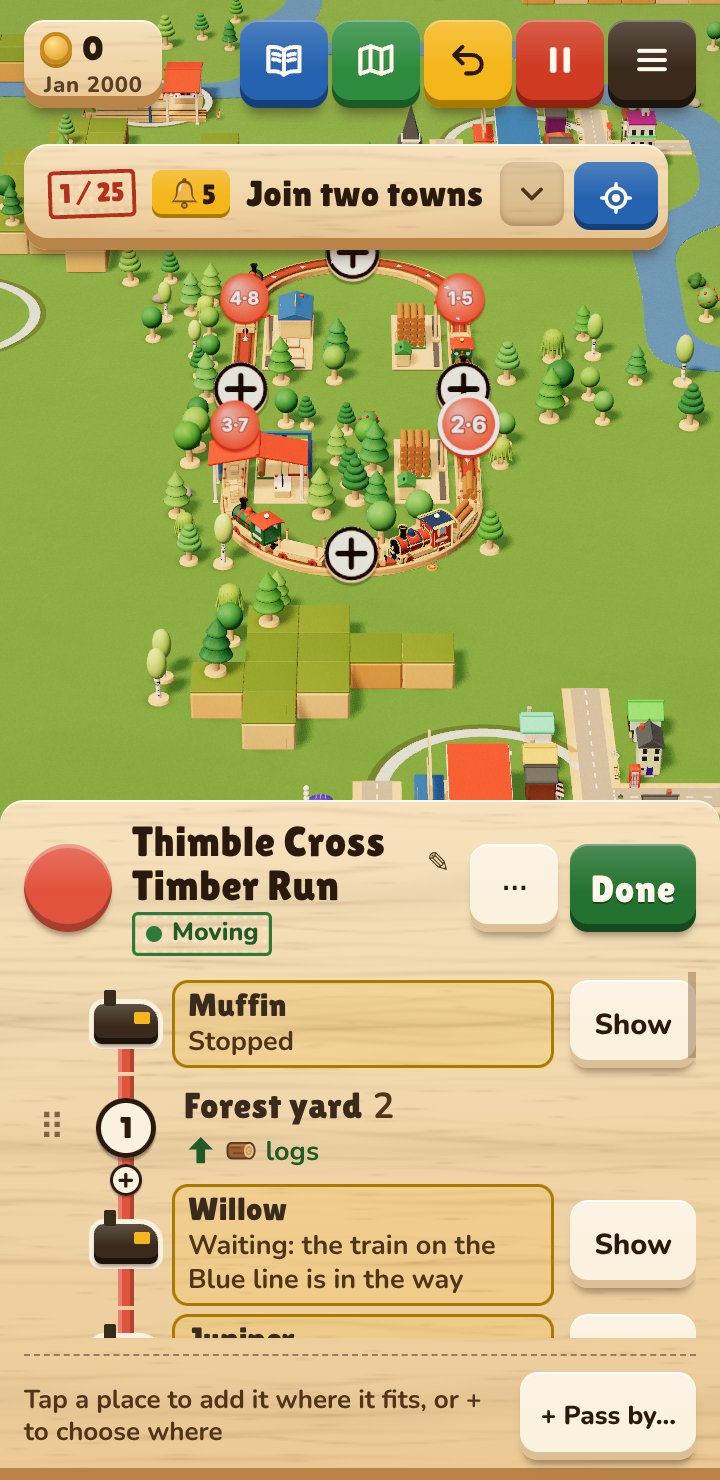 0
Jan 2000
1/25
5
Join two towns
4·8
1·5
3·7
2·6
Thimble Cross
Timber Run
...
Done
Moving
Muffin
Stopped
Show
1
Forest yard 2
logs
Willow
Waiting: the train on the
Blue line is in the way
Show
Tap a place to add it where it fits, or +
to choose where
+ Pass by...